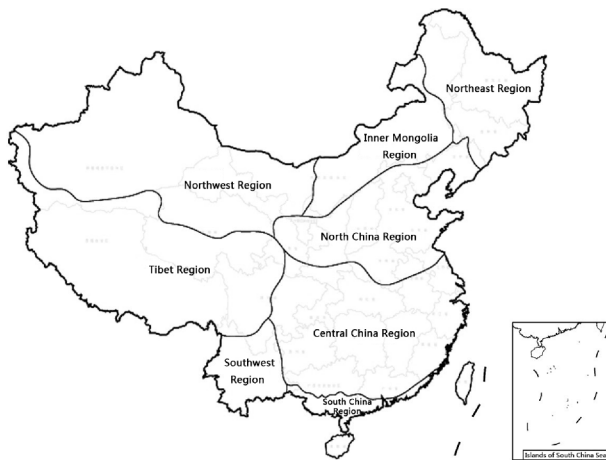 Northeast Region
Inner Mongolia
Region
Northwest Region
North China Region
Tibet Region
Central China Region
Southwest
Region
South China
Region
Islands of South China Sea